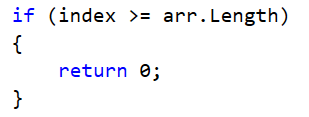 if (index >= arr.Length)
{
    return 0;
}